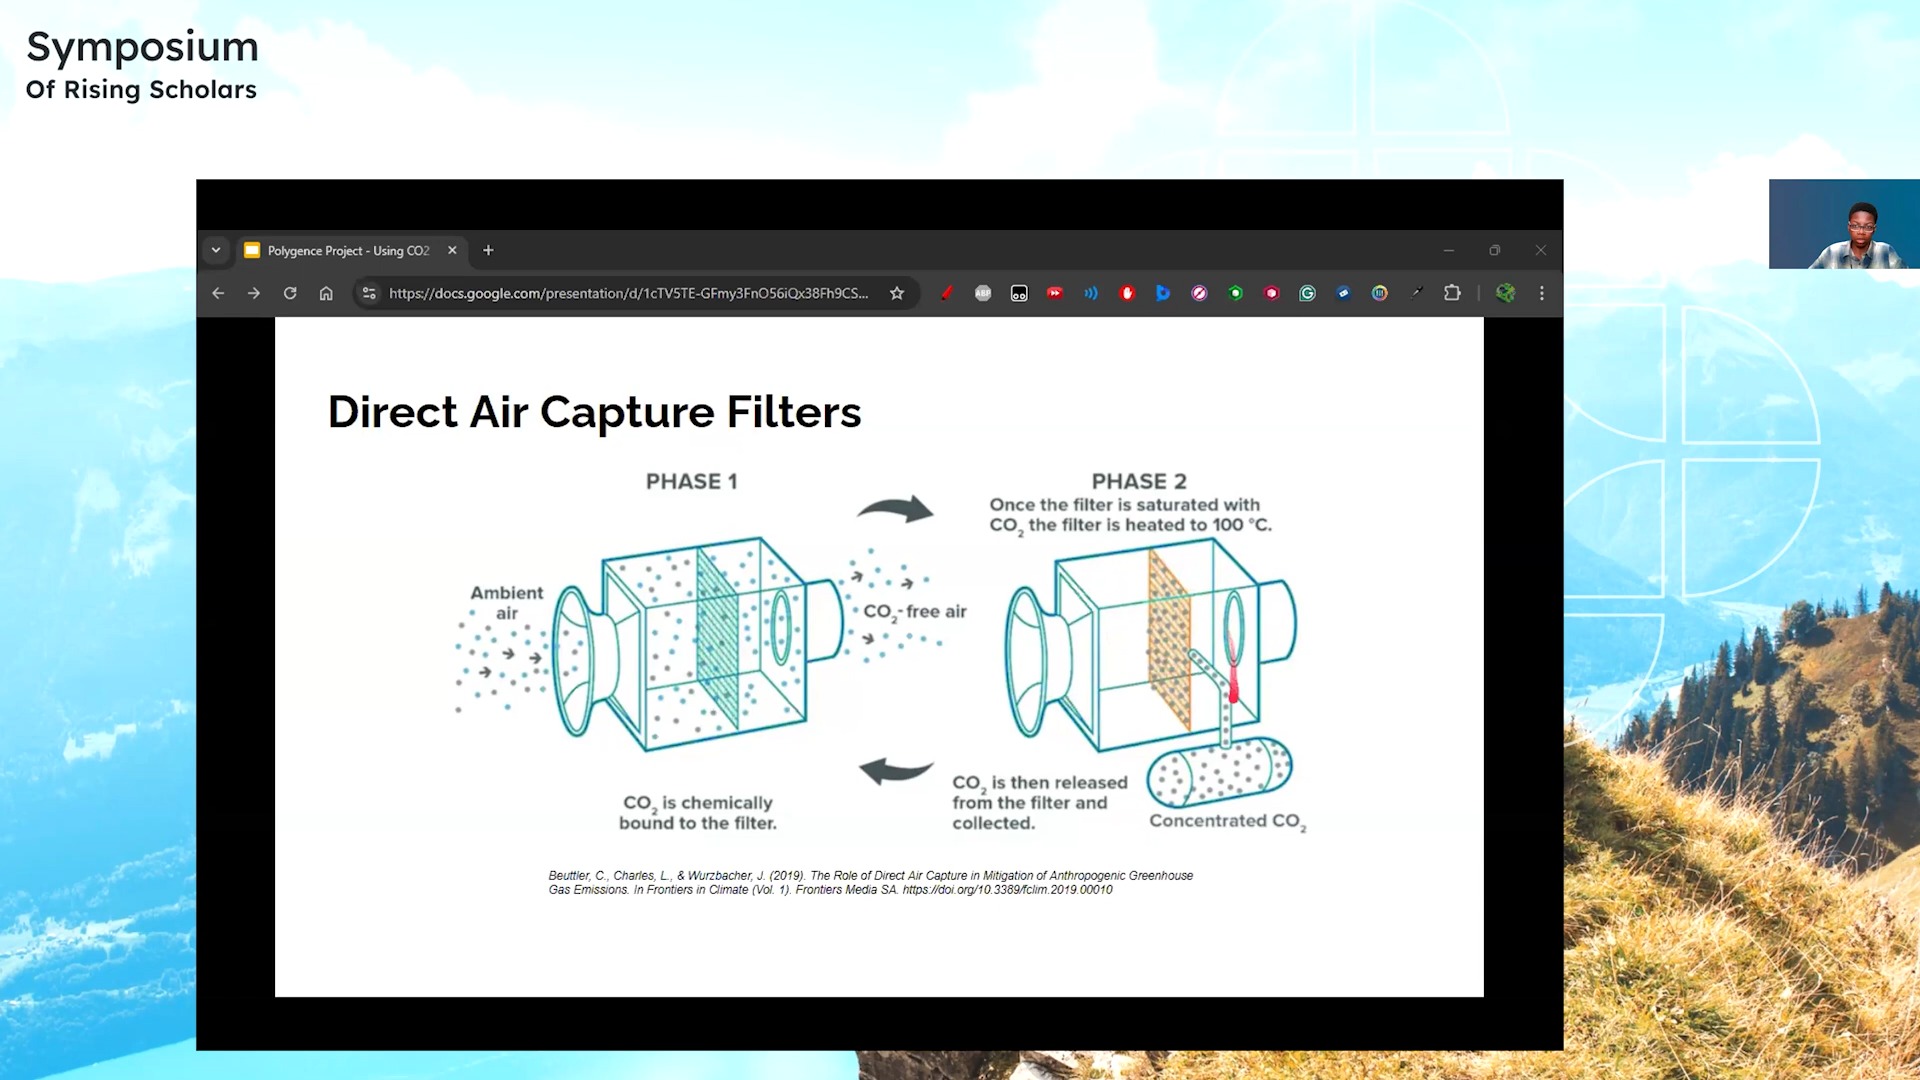 Symposium
Of Rising Scholars
Polygence Project - Using CO2
https://docs.google.com/presentation/d/1cTV5TE-GFmy3FnO56iQx38Fh9CS...
ABP
Direct Air Capture Filters
PHASE 1
PHASE 2
Once the filter is saturated with
CO₂ the filter is heated to 100 °C.
Ambient
air
CO₂-free air
CO₂ is chemically
bound to the filter.
CO₂ is then released
from the filter and
collected.
Concentrated CO₂
Beuttler, C., Charles, L., & Wurzbacher, J. (2019). The Role of Direct Air Capture in Mitigation of Anthropogenic Greenhouse
Gas Emissions. In Frontiers in Climate (Vol. 1). Frontiers Media SA. https://doi.org/10.3389/fclim.2019.00010